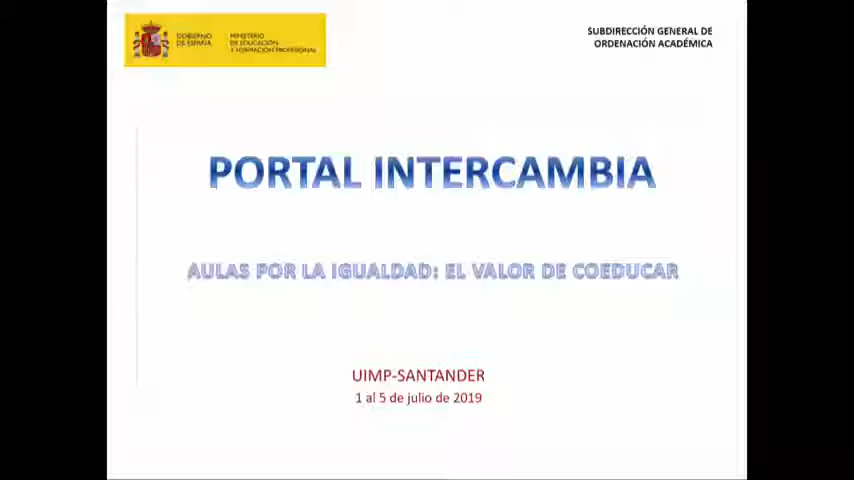 GOBIERNO
DE ESPAÑA
MINISTERIO
DE EDUCACIÓN
Y FORMACIÓN PROFESIONAL
SUBDIRECCIÓN GENERAL DE
ORDENACIÓN ACADÉMICA
PORTAL INTERCAMBIA
AULAS POR LA IGUALDAD: EL VALOR DE COEDUCAR
UIMP-SANTANDER
1 al 5 de julio de 2019